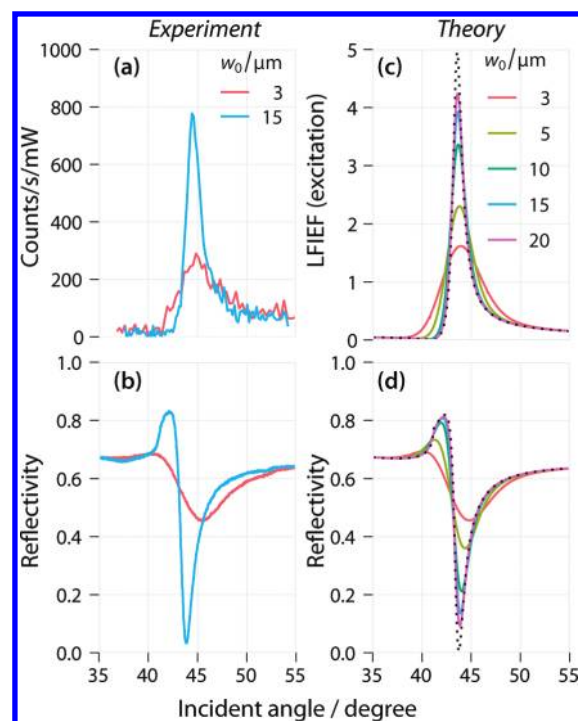 Experiment
Theory
(a)
w₀/μm
3
15
1000
800
600
400
200
0
Counts/s/mW
(c)
w₀/μm
3
5
10
15
20
5
4
3
2
1
0
LFIEF (excitation)
(b)
1.0
0.8
0.6
0.4
0.2
0.0
Reflectivity
35 40 45 50 55
(d)
1.0
0.8
0.6
0.4
0.2
0.0
Reflectivity
35 40 45 50 55
Incident angle / degree